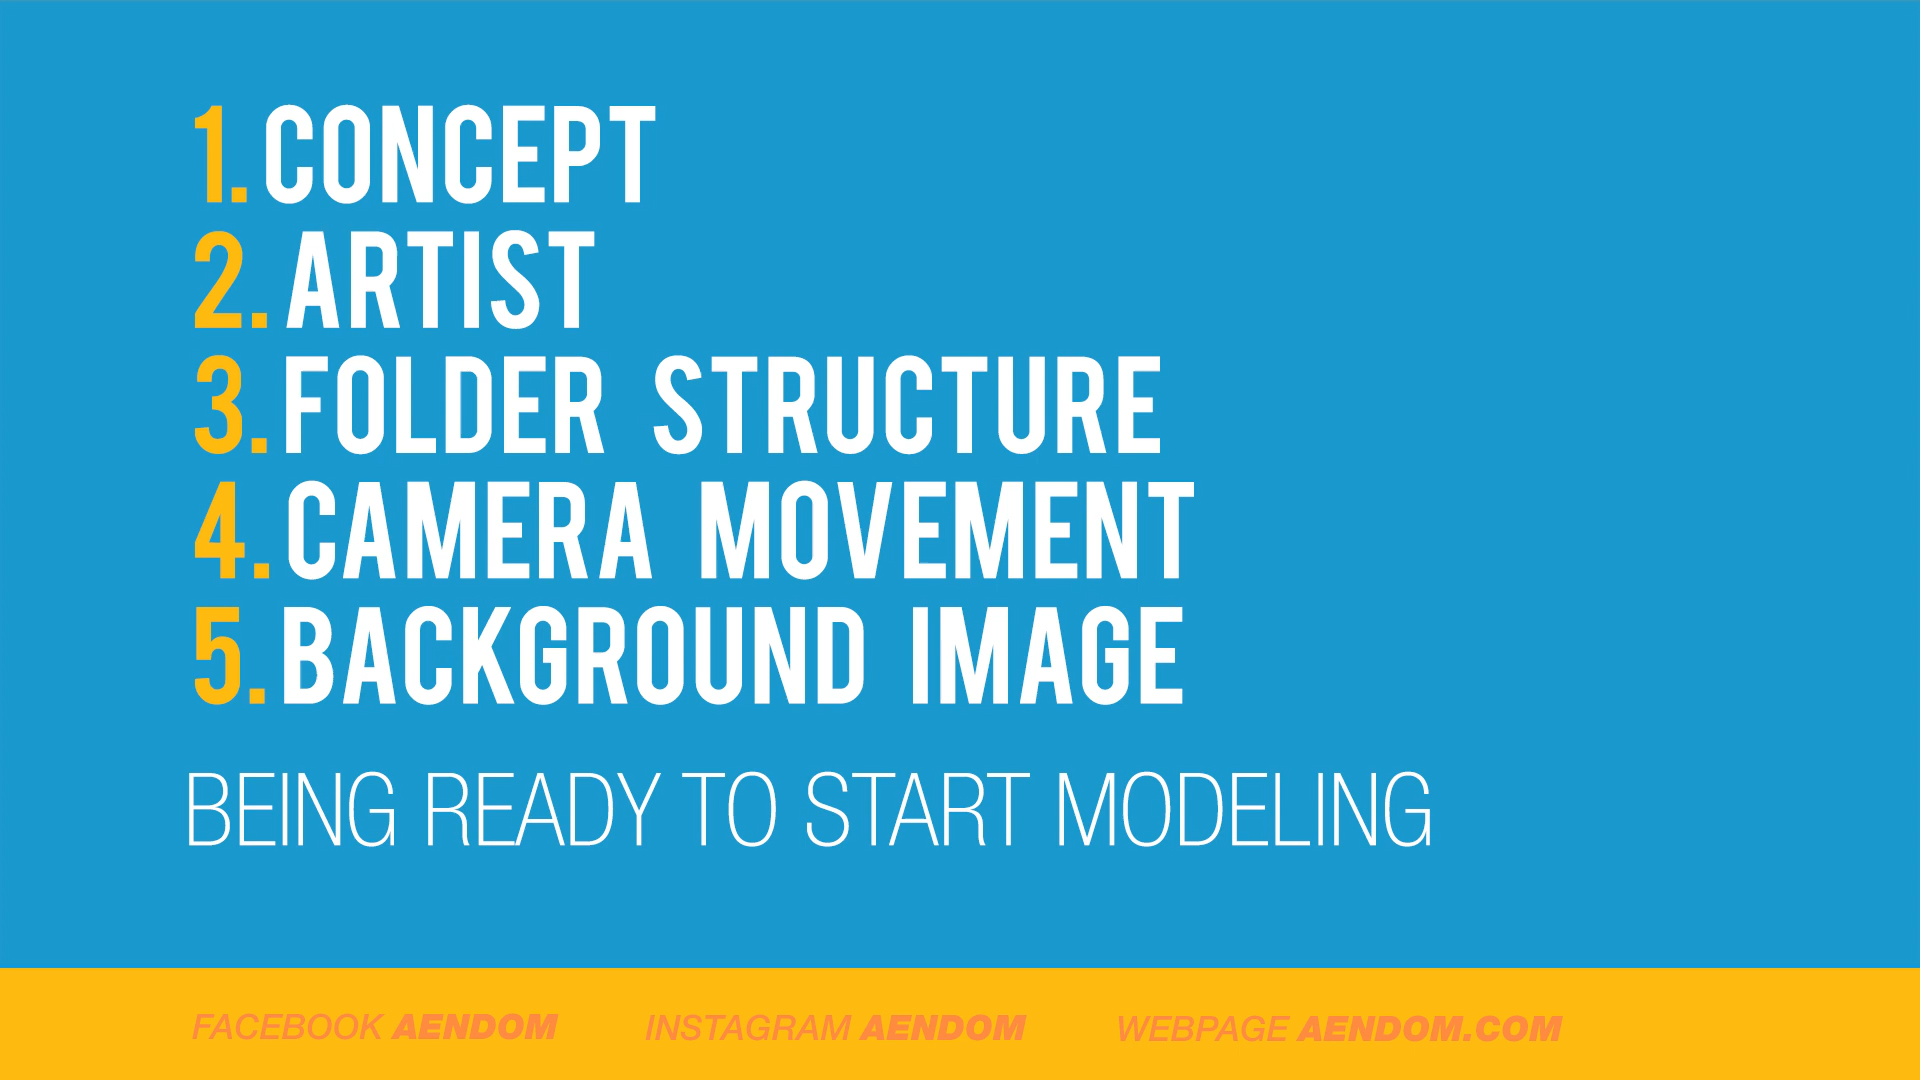 1. CONCEPT
2. ARTIST
3. FOLDER STRUCTURE
4. CAMERA MOVEMENT
5. BACKGROUND IMAGE
BEING READY TO START MODELING
FACEBOOK AENDOM INSTAGRAM AENDOM WEBPAGE AENDOM.COM